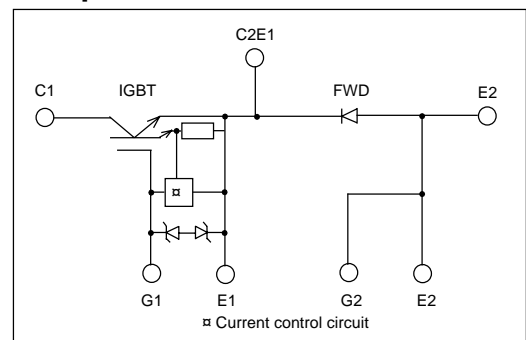 C2E1
C1 IGBT FWD E2
¤
G1 E1 G2 E2
¤ Current control circuit